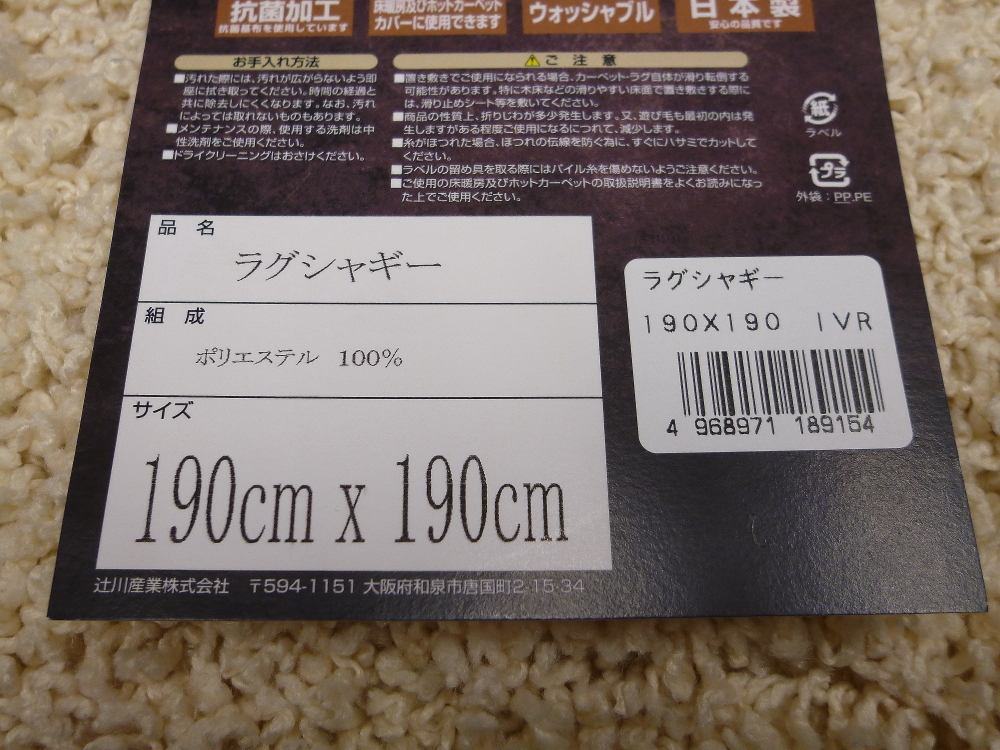 抗菌加工
抗菌基布を使用しています
床暖房及びホットカーペット
カバーに使用できます
ウォッシャブル
日本製
安心の品質です
お手入れ方法
■汚れた際には、汚れが広がらないよう即
座に拭き取ってください。時間の経過と
共に除去しにくくなります。なお、汚れ
によっては取れないものもあります。
■メンテナンスの際、使用する洗剤は中
性洗剤をご使用ください。
■ドライクリーニングはおさけください。
ご注意
■置き敷きでご使用になられる場合、カーペット・ラグ自体が滑り転倒する
可能性があります。特に木床などの滑りやすい床面で置き敷きする際に
は、滑り止めシート等を敷いてください。
■商品の性質上、折りじわが多少発生します。又、遊び毛も最初の内は発
生しますがある程度ご使用になるにつれて、減少します。
■糸がほつれた場合、ほつれの伝線を防ぐ為に、すぐにハサミでカットして
ください。
■ラベルの留め具を取る際にはパイル糸を傷めないようご注意ください。
■ご使用の床暖房及びホットカーペットの取扱説明書をよくお読みになっ
た上でご使用ください。
紙
ラベル
プラ
外袋：PP.PE
品 名
ラグシャギー
組 成
ポリエステル 100%
サイズ
190cm x 190cm
ラグシャギー
190X190 IVR
4 968971 189154
辻川産業株式会社 〒594-1151 大阪府和泉市唐国町2-15-34